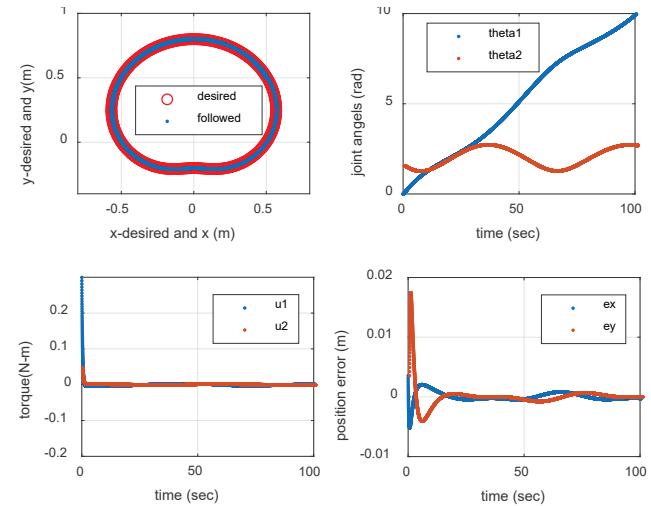 1
0.5
0
-0.5
0
0.5
y-desired and y(m)
x-desired and x (m)
desired
followed
10
5
0
0
50
100
joint angels (rad)
time (sec)
theta1
theta2
0.2
0.1
0
-0.1
-0.2
0
50
100
torque(N-m)
time (sec)
u1
u2
0.02
0.01
0
-0.01
0
50
100
position error (m)
time (sec)
ex
ey